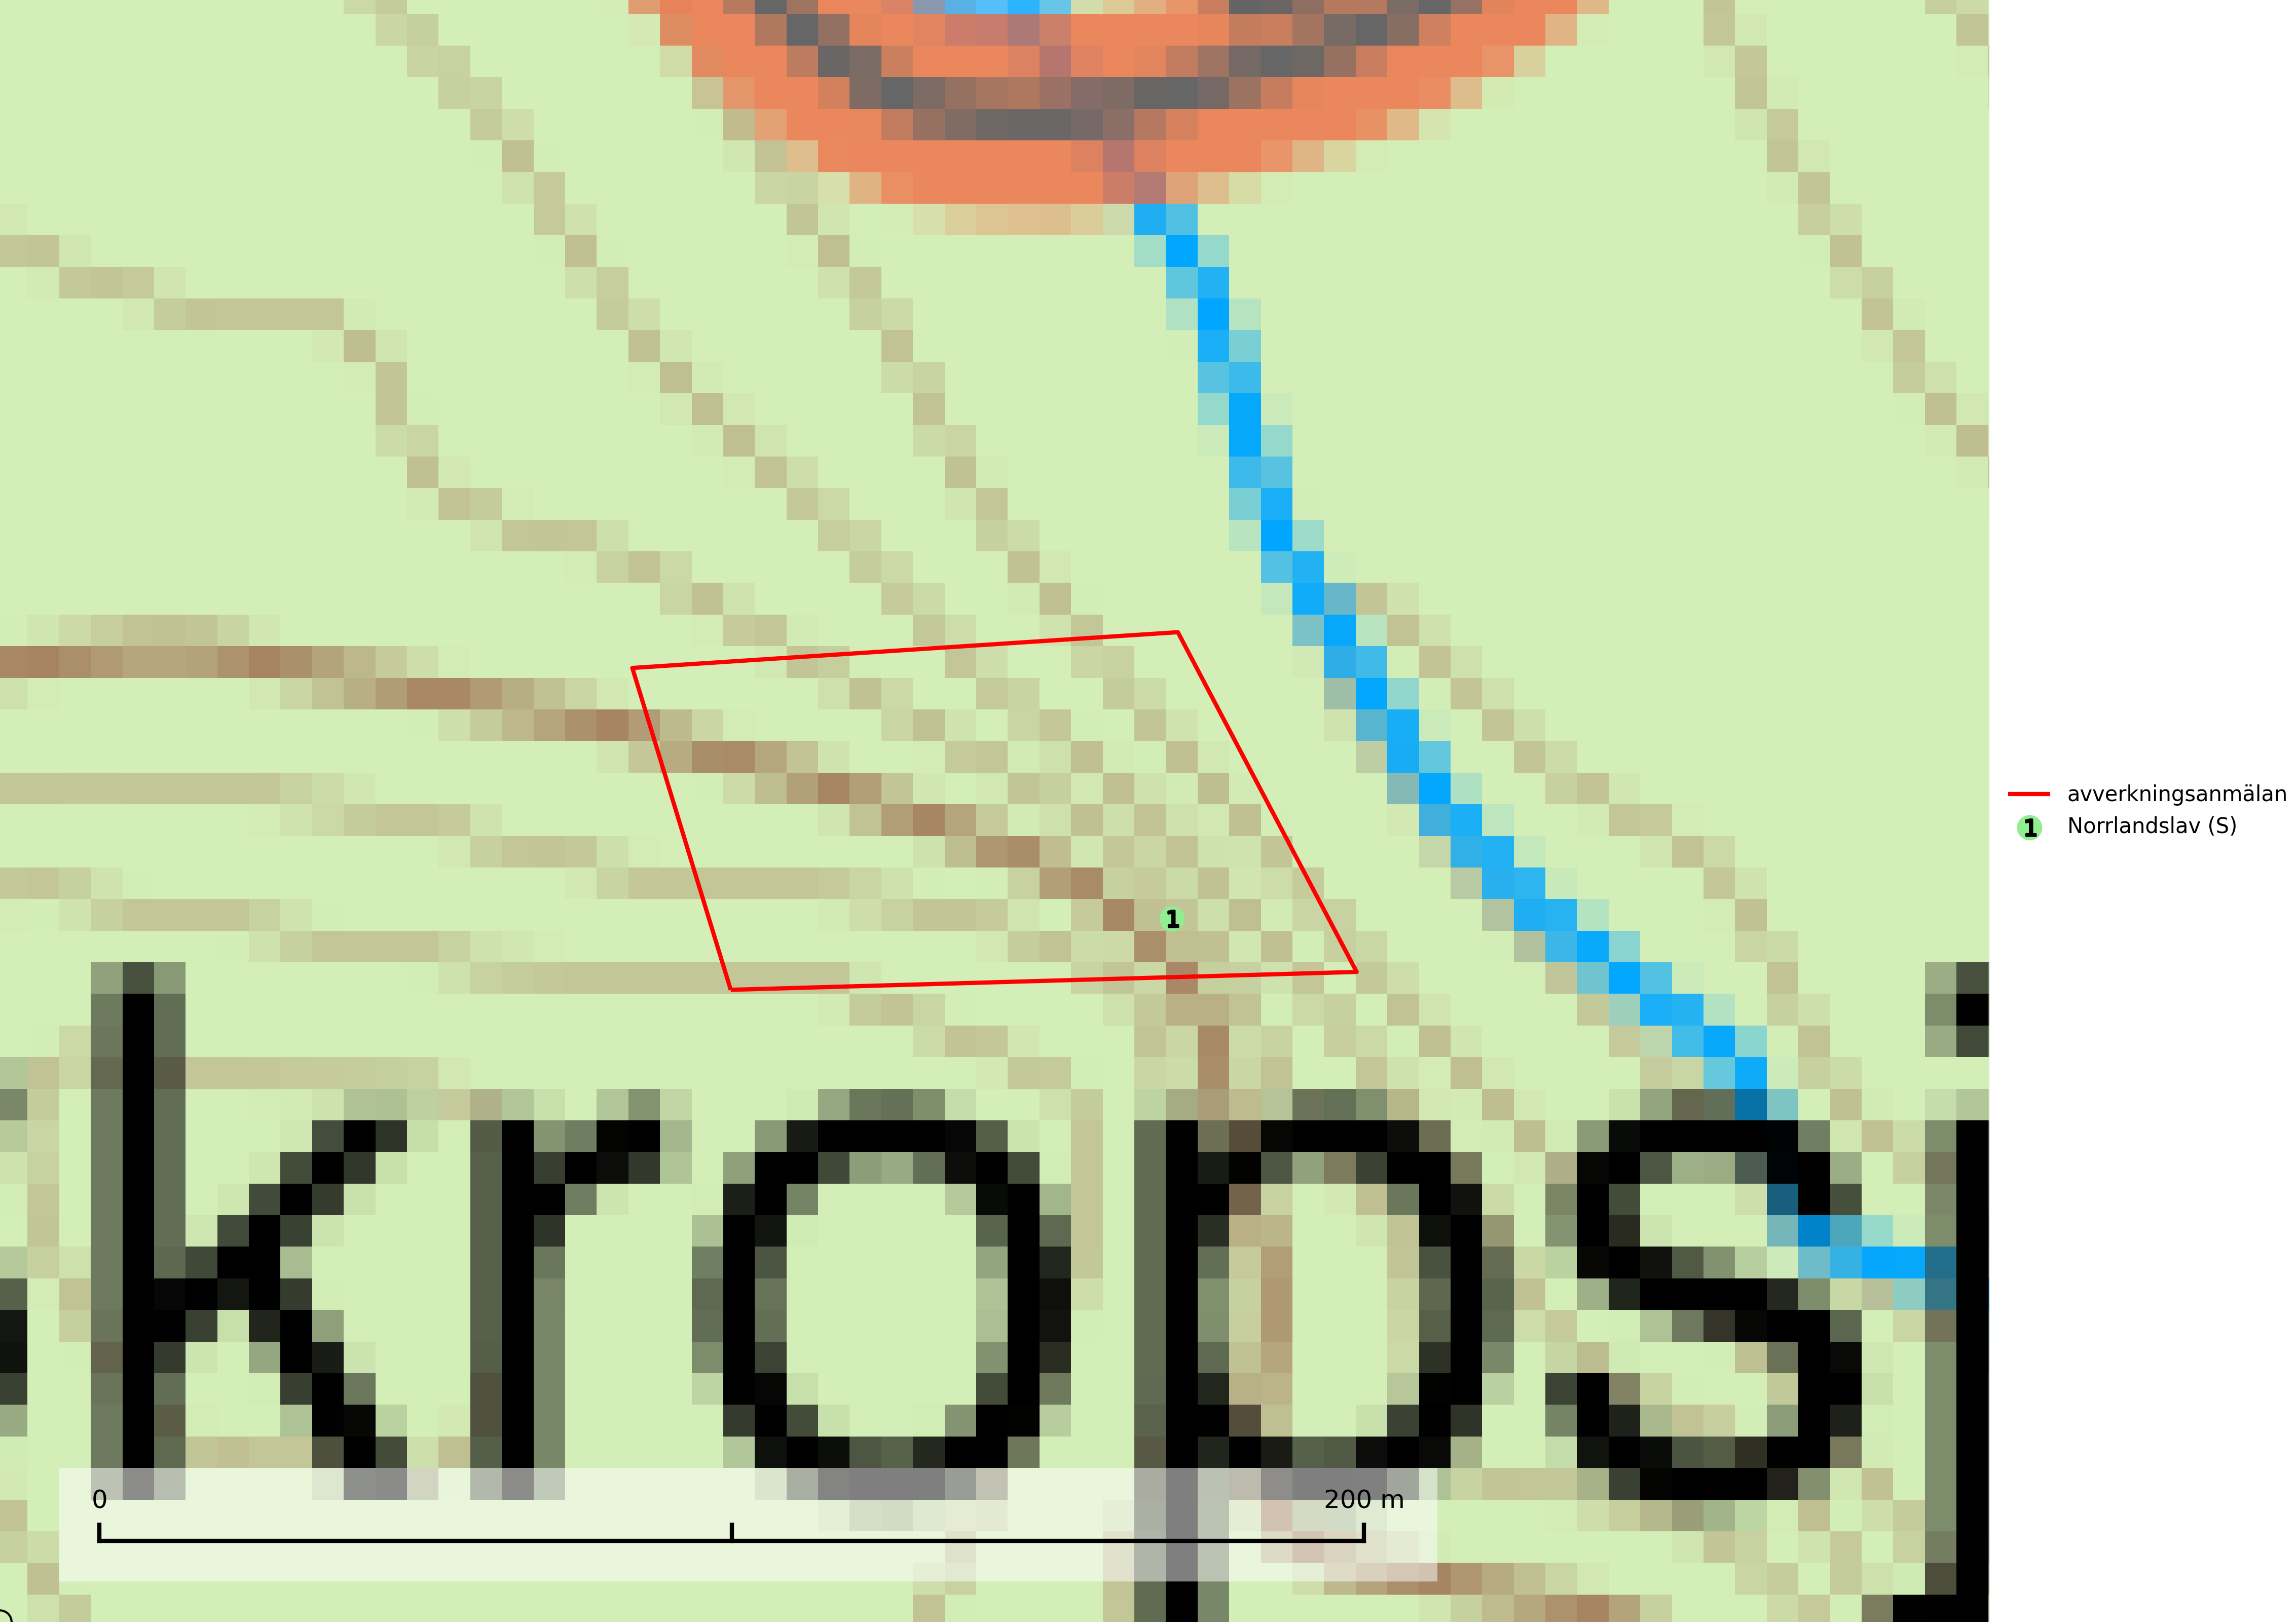 avverkningsanmälan
1 Norrlandslav (S)
1
krops
0 200 m